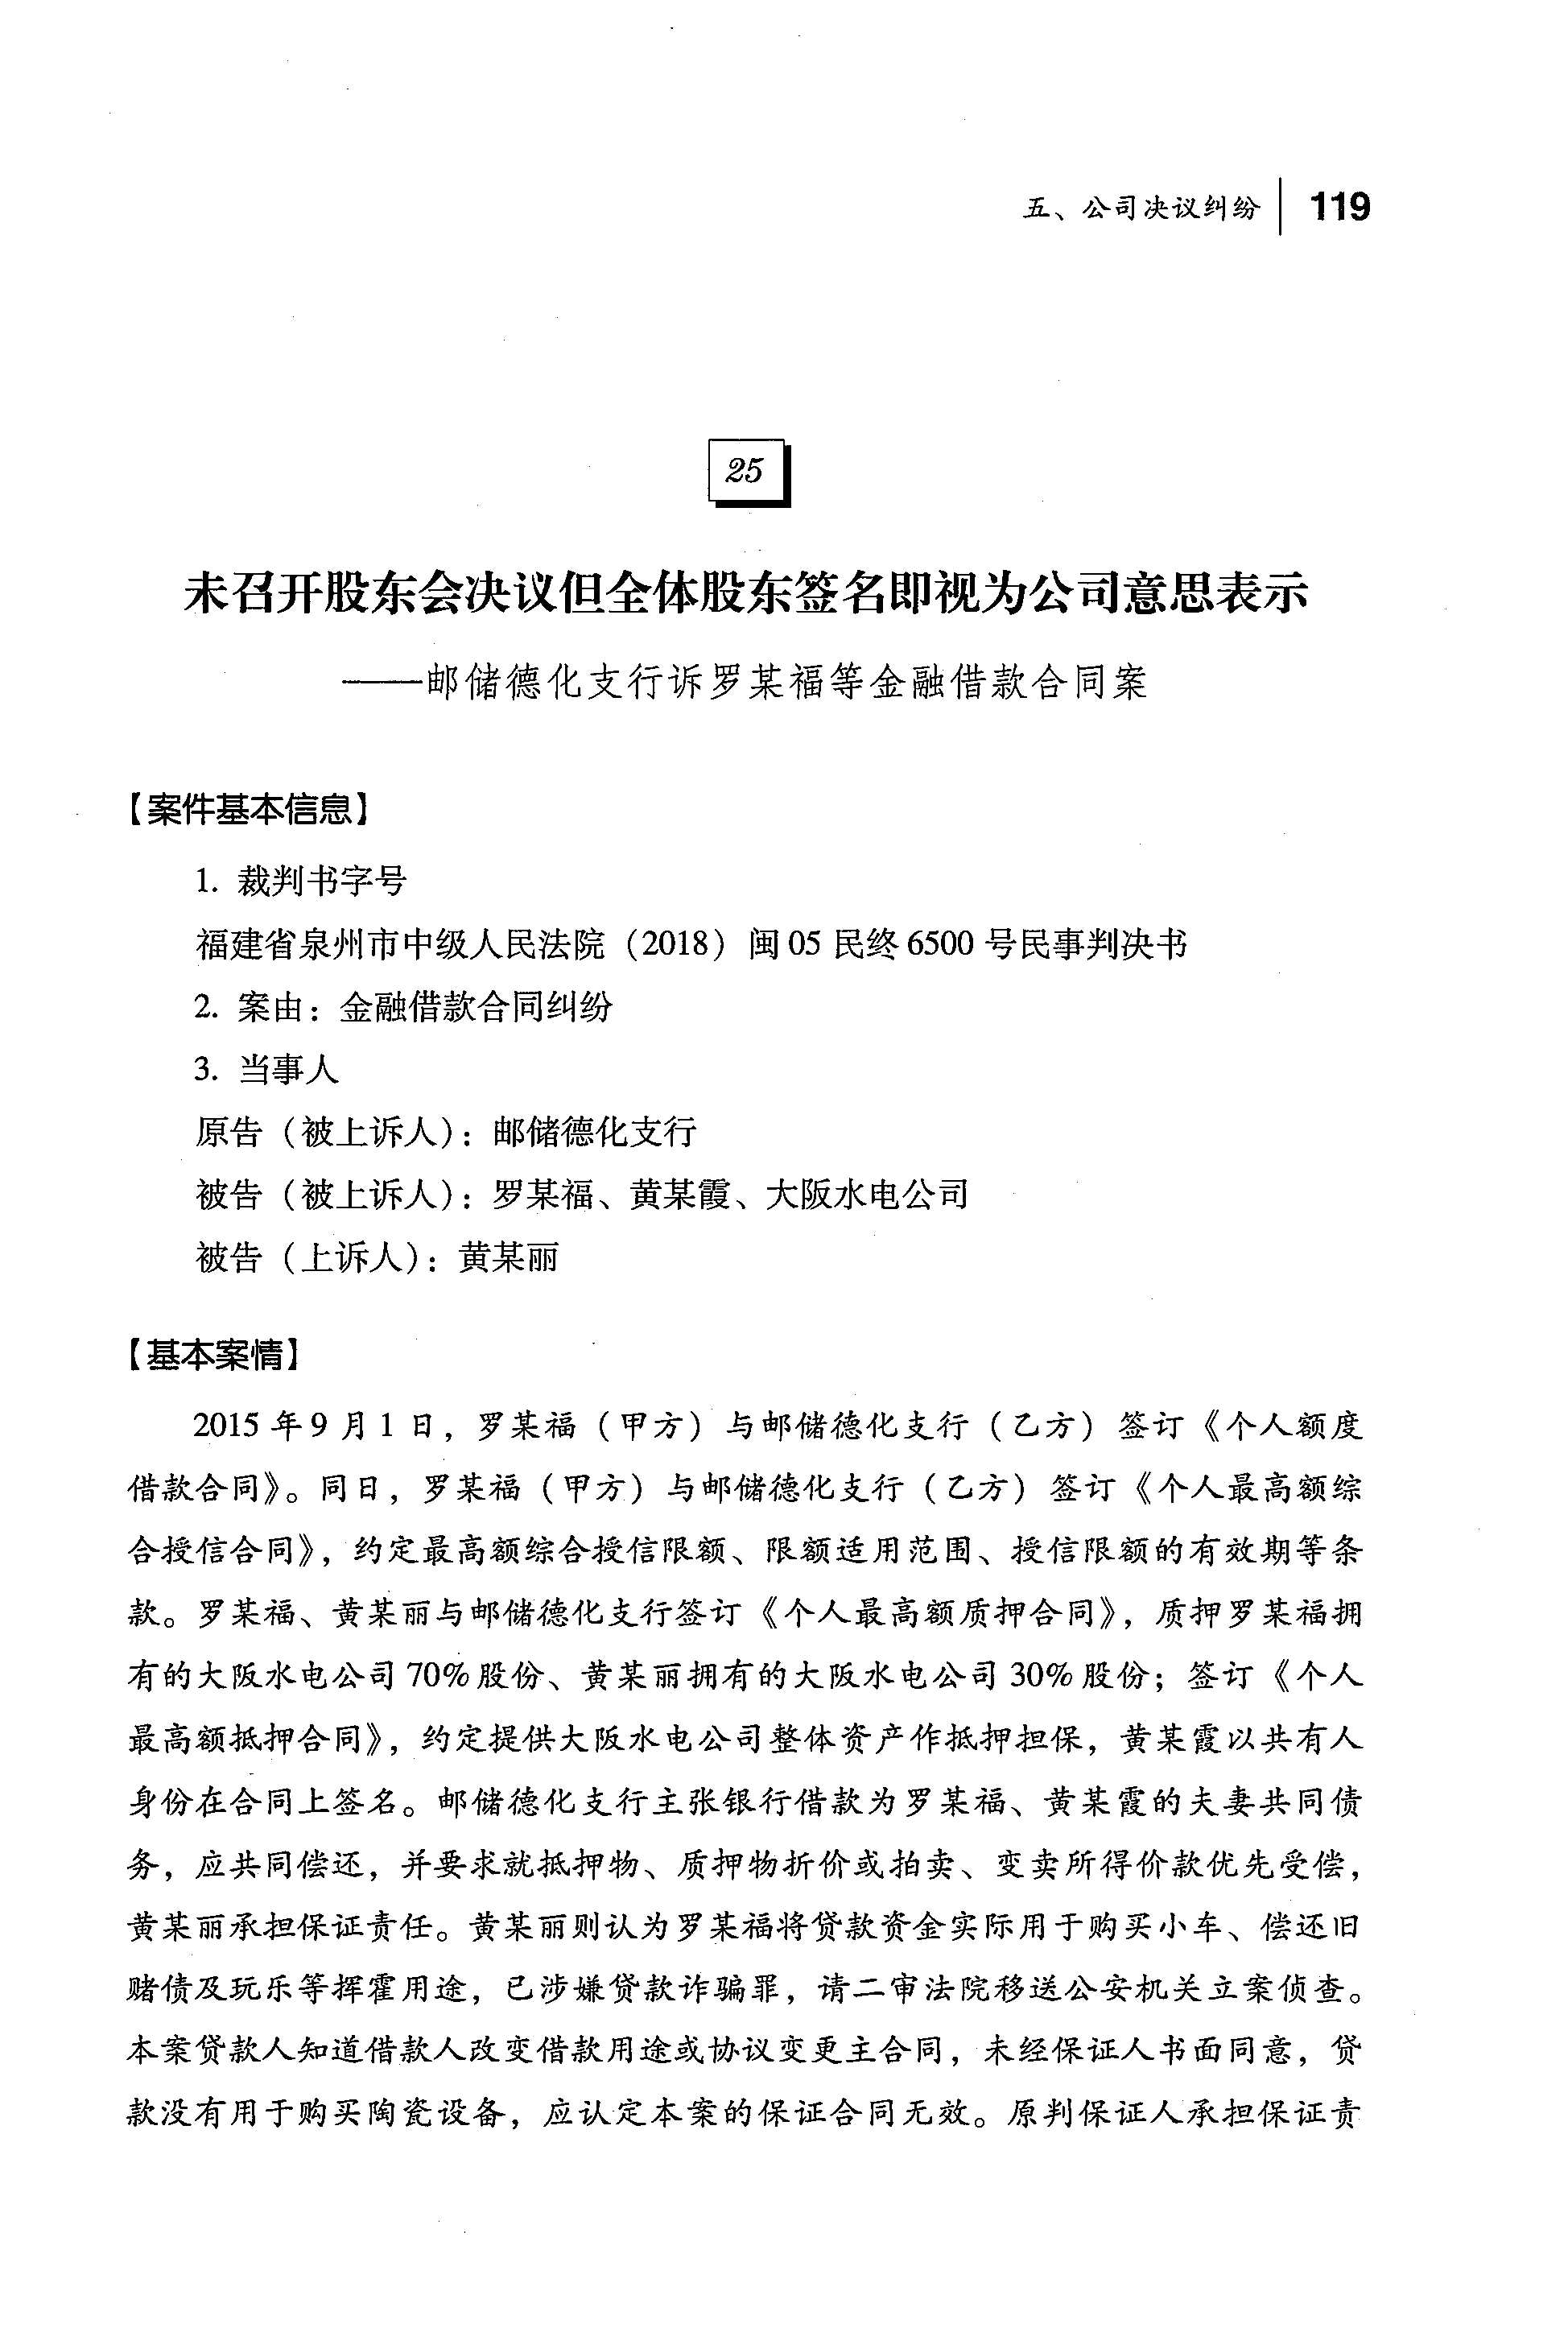 五、公司决议纠纷 119
25
未召开股东会决议但全体股东签名即视为公司意思表示
——邮储德化支行诉罗某福等金融借款合同案
【案件基本信息】
1. 裁判书字号
福建省泉州市中级人民法院（2018）闽 05 民终 6500 号民事判决书
2. 案由：金融借款合同纠纷
3. 当事人
原告（被上诉人）：邮储德化支行
被告（被上诉人）：罗某福、黄某霞、大阪水电公司
被告（上诉人）：黄某丽
【基本案情】
2015 年 9 月 1 日，罗某福（甲方）与邮储德化支行（乙方）签订《个人额度
借款合同》。同日，罗某福（甲方）与邮储德化支行（乙方）签订《个人最高额综
合授信合同》，约定最高额综合授信限额、限额适用范围、授信限额的有效期等条
款。罗某福、黄某丽与邮储德化支行签订《个人最高额质押合同》，质押罗某福拥
有的大阪水电公司 70% 股份、黄某丽拥有的大阪水电公司 30% 股份；签订《个人
最高额抵押合同》，约定提供大阪水电公司整体资产作抵押担保，黄某霞以共有人
身份在合同上签名。邮储德化支行主张银行借款为罗某福、黄某霞的夫妻共同债
务，应共同偿还，并要求就抵押物、质押物折价或拍卖、变卖所得价款优先受偿，
黄某丽承担保证责任。黄某丽则认为罗某福将贷款资金实际用于购买小车、偿还旧
赌债及玩乐等挥霍用途，已涉嫌贷款诈骗罪，请二审法院移送公安机关立案侦查。
本案贷款人知道借款人改变借款用途或协议变更主合同，未经保证人书面同意，贷
款没有用于购买陶瓷设备，应认定本案的保证合同无效。原判保证人承担保证责